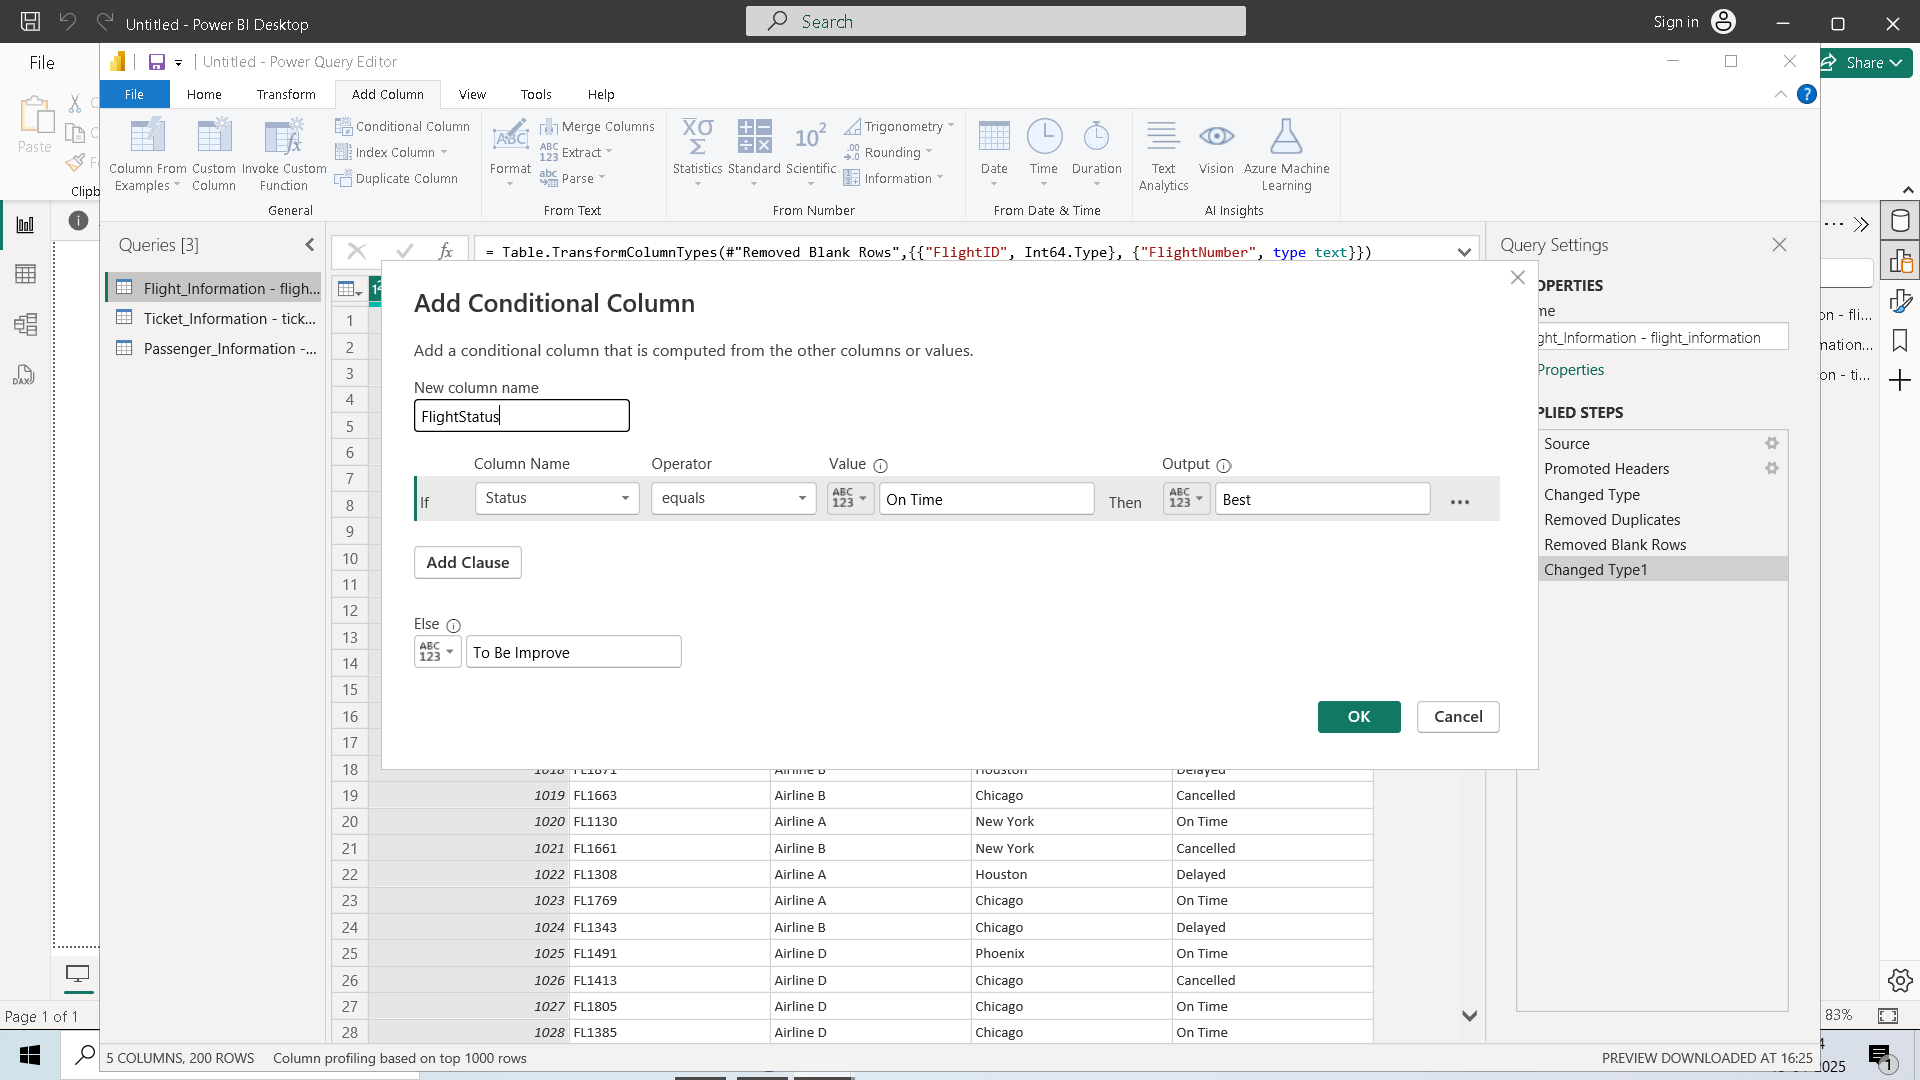 Untitled - Power BI Desktop
Search
Sign in
File
Share
Untitled - Power Query Editor
File
Home
Transform
Add Column
View
Tools
Help
Paste
Column From
Examples
Custom
Column
Invoke Custom
Function
Conditional Column
Index Column
Duplicate Column
General
Format
Merge Columns
Extract
Parse
From Text
Statistics
Standard
Scientific
Trigonometry
Rounding
Information
From Number
Date
Time
Duration
From Date & Time
Text
Analytics
Vision
Azure Machine
Learning
AI Insights
Clipb
Queries [3]
Flight_Information - fligh...
Ticket_Information - tick...
Passenger_Information -...
= Table.TransformColumnTypes(#"Removed Blank Rows",{{"FlightID", Int64.Type}, {"FlightNumber", type text}})
Add Conditional Column
Add a conditional column that is computed from the other columns or values.
New column name
FlightStatus
Column Name
Operator
Value
Output
If
Status
equals
ABC
123
On Time
Then
ABC
123
Best
...
Add Clause
Else
ABC
123
To Be Improve
OK
Cancel
Query Settings
OPERTIES
me
ght_Information - flight_information
Properties
PLIED STEPS
Source
Promoted Headers
Changed Type
Removed Duplicates
Removed Blank Rows
Changed Type1
on - fli...
mation...
on - ti...
1
2
3
4
5
6
7
8
9
10
11
12
13
14
15
16
17
18 1018 FL1871 Airline B Houston Delayed
19 1019 FL1663 Airline B Chicago Cancelled
20 1020 FL1130 Airline A New York On Time
21 1021 FL1661 Airline B New York Cancelled
22 1022 FL1308 Airline A Houston Delayed
23 1023 FL1769 Airline A Chicago On Time
24 1024 FL1343 Airline B Chicago Delayed
25 1025 FL1491 Airline D Phoenix On Time
26 1026 FL1413 Airline D Chicago Cancelled
27 1027 FL1805 Airline D Chicago On Time
28 1028 FL1385 Airline D Chicago On Time
Page 1 of 1
83%
5 COLUMNS, 200 ROWS
Column profiling based on top 1000 rows
PREVIEW DOWNLOADED AT 16:25
2025
1